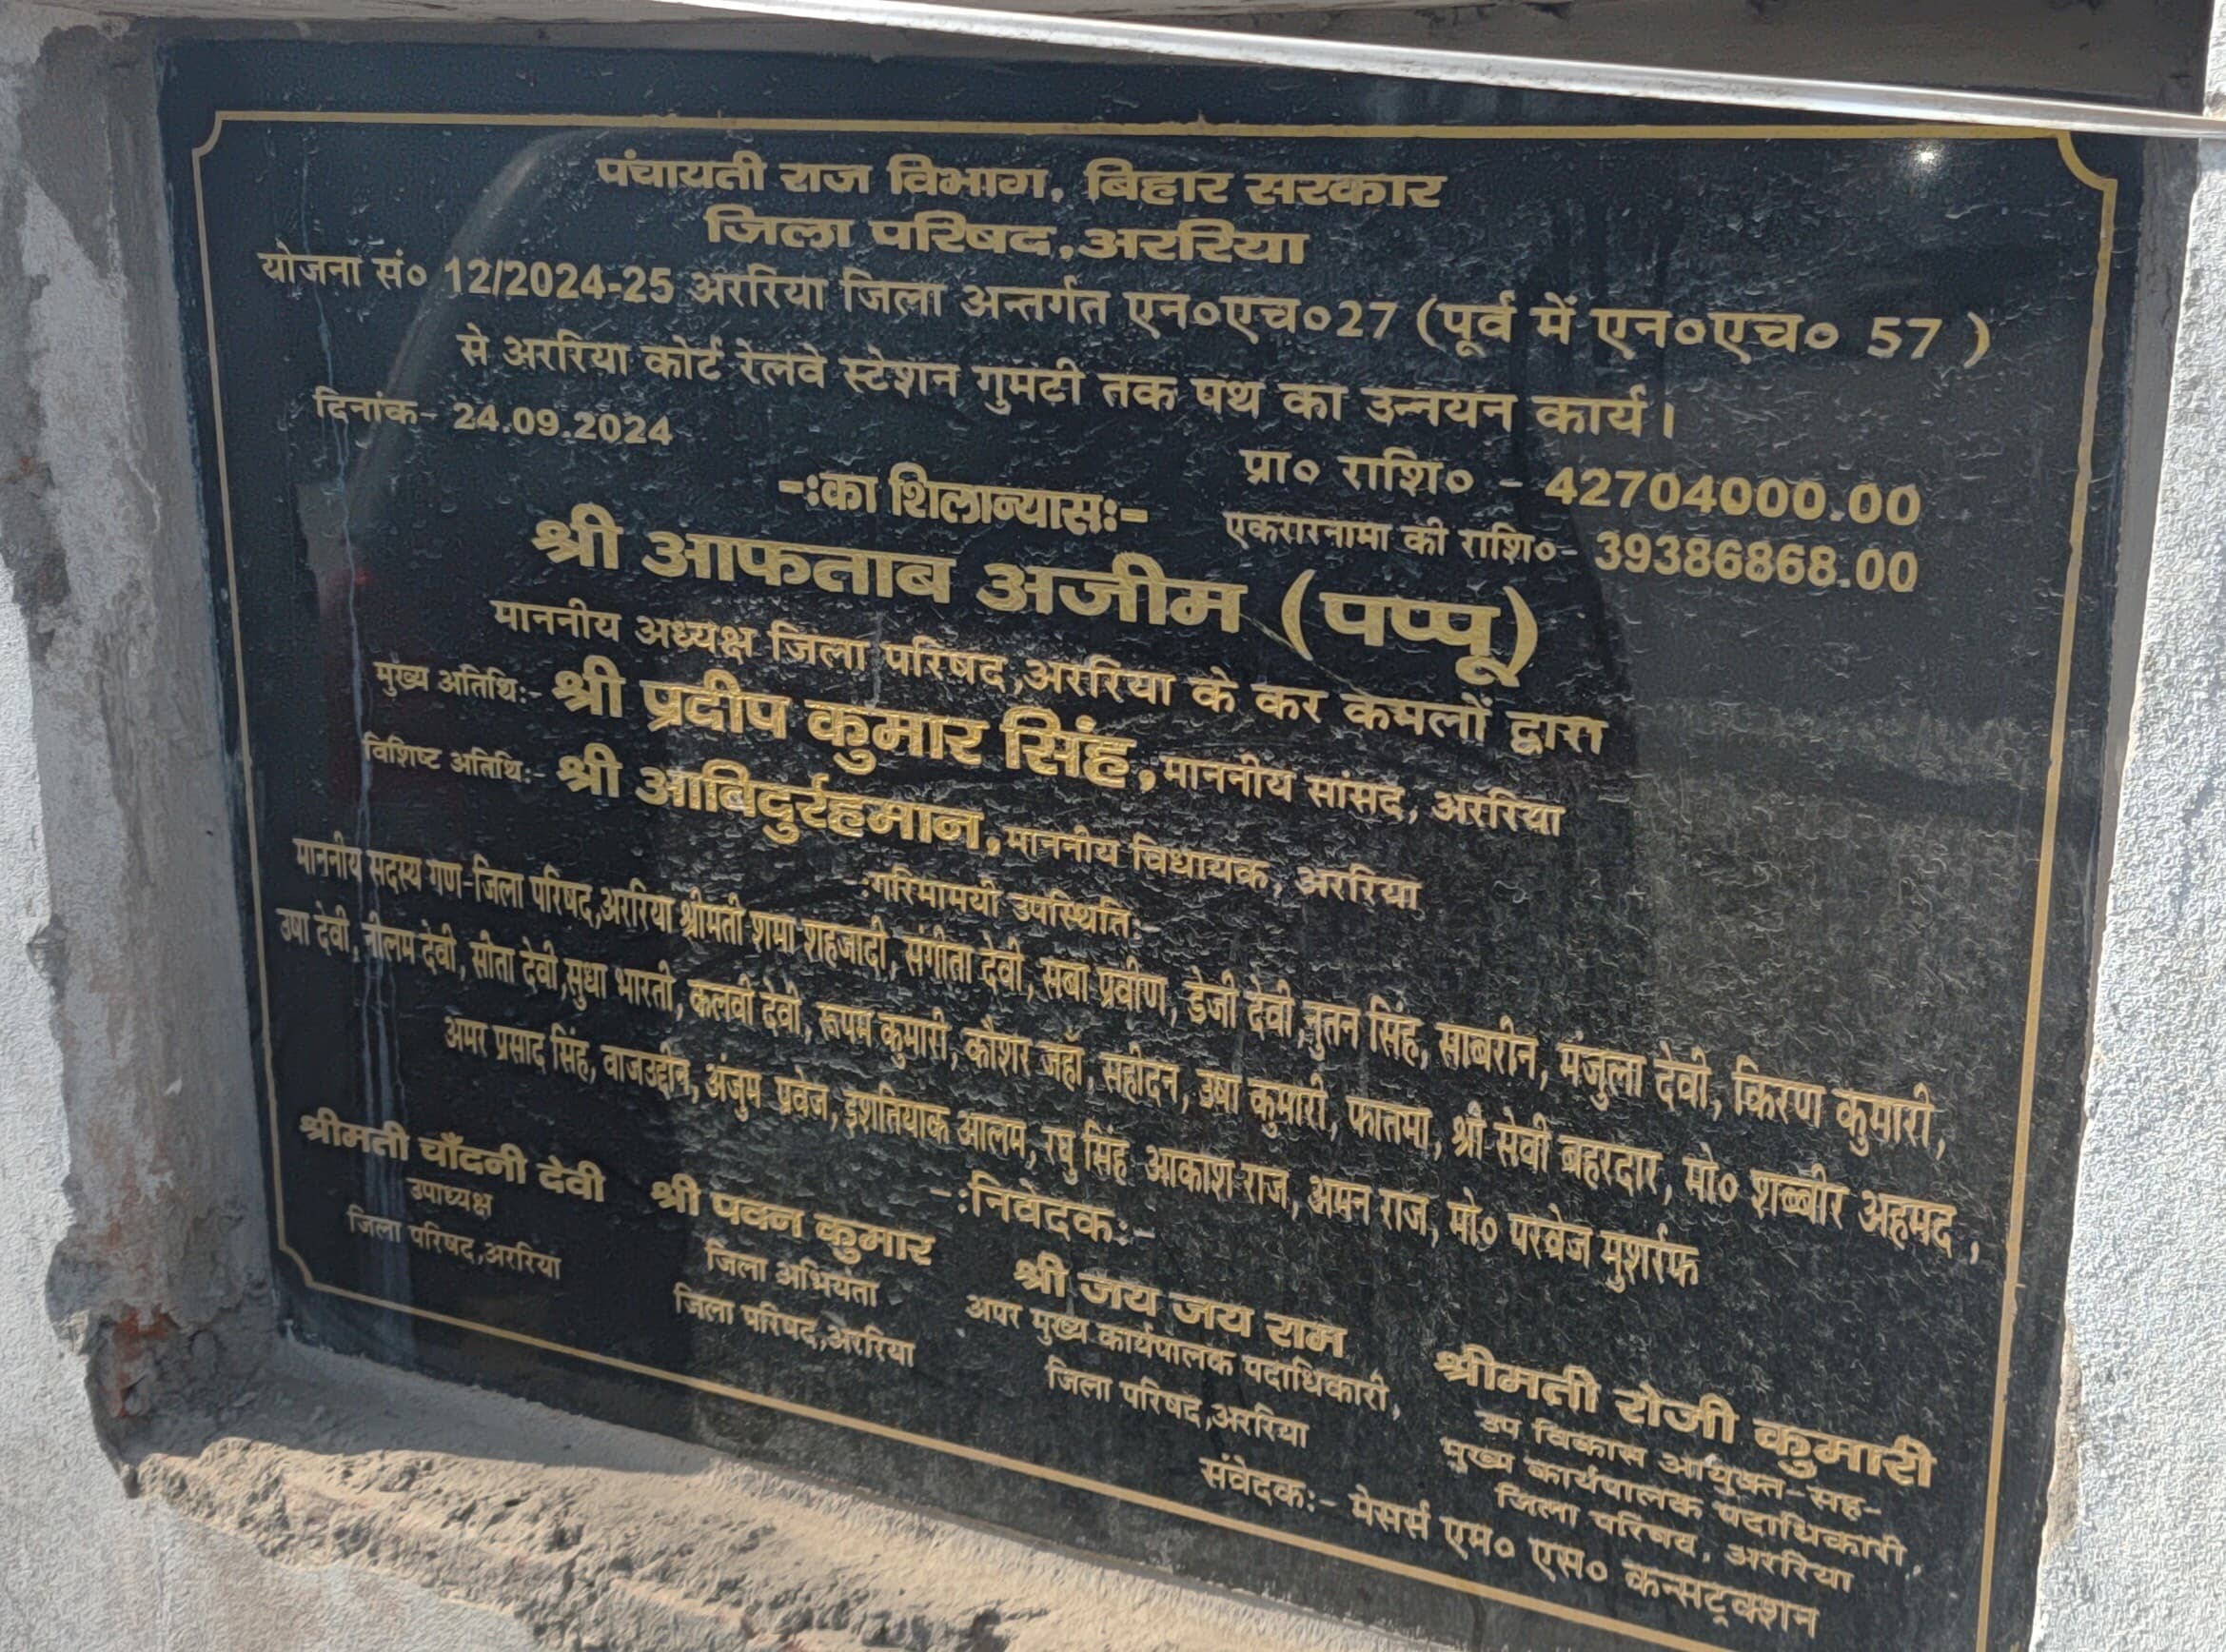 पंचायती राज विभाग, बिहार सरकार
जिला परिषद,अररिया
योजना सं० 12/2024-25 अररिया जिला अन्तर्गत एन०एच०27 (पूर्व में एन०एच० 57 )
से अररिया कोर्ट रेलवे स्टेशन गुमटी तक पथ का उन्नयन कार्य।
दिनांक- 24.09.2024
प्रा० राशि० - 42704000.00
-:का शिलान्यासः-
एकरारनामा की राशि०- 39386868.00
श्री आफताब अजीम (पप्पू)
माननीय अध्यक्ष जिला परिषद,अररिया के कर कमलों द्वारा
मुख्य अतिथिः- श्री प्रदीप कुमार सिंह,माननीय सांसद, अररिया
विशिष्ट अतिथिः- श्री आबिदुर्रहमान,माननीय विधायक, अररिया
-:गरिमामयी उपस्थितिः-
माननीय सदस्य गण-जिला परिषद,अररिया श्रीमती शमा शहजादी, संगीता देवी, सबा प्रवीण, डेजी देवी,नुतन सिंह, साबरीन, मंजुला देवी, किरण कुमारी,
उषा देवी, नीलम देवी, सीता देवी,सुधा भारती, कलवी देवी, रूपम कुमारी, कौशर जहाँ, सहीदन, उषा कुमारी, फातमा, श्री सेवी बहरदार, मो० शब्बीर अहमद,
अमर प्रसाद सिंह, वाजउद्दीन, अंजुम प्रवेज, इशतियाक आलम, रघु सिंह आकाश राज, अमन राज, मो० परवेज मुशर्रफ
-:निवेदकः-
श्रीमती चाँदनी देवी
उपाध्यक्ष
जिला परिषद,अररिया
श्री पवन कुमार
जिला अभियंता
जिला परिषद,अररिया
श्री जय जय राम
अपर मुख्य कार्यपालक पदाधिकारी,
जिला परिषद,अररिया
श्रीमती रोजी कुमारी
उप विकास आयुक्त-सह-
मुख्य कार्यपालक पदाधिकारी,
जिला परिषद, अररिया
संवेदकः- मेसर्स एम० एस० कन्सट्रक्शन